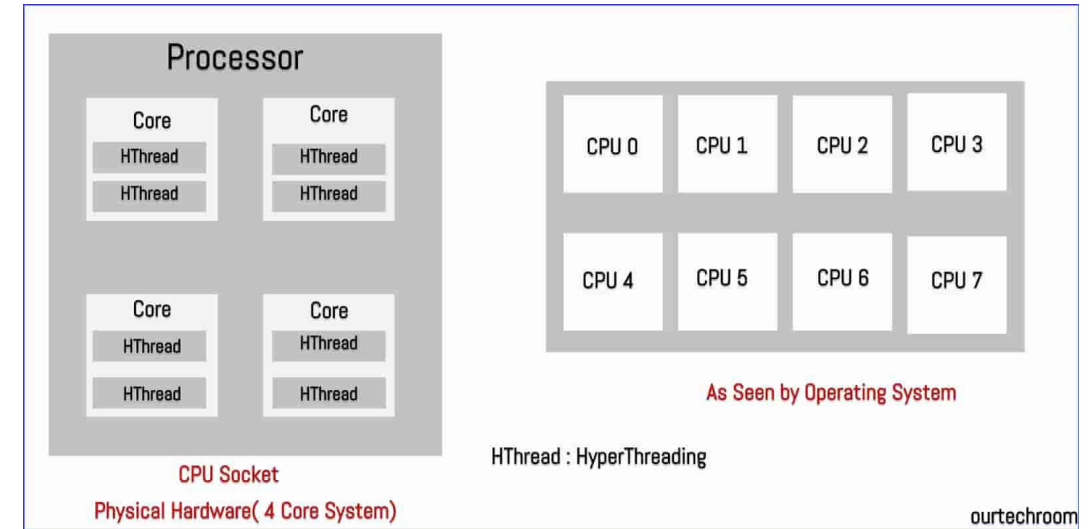 Processor
Core
HThread
HThread
Core
HThread
HThread
Core
HThread
HThread
Core
HThread
HThread
CPU Socket
Physical Hardware( 4 Core System)
CPU 0
CPU 1
CPU 2
CPU 3
CPU 4
CPU 5
CPU 6
CPU 7
As Seen by Operating System
HThread : HyperThreading
ourtechroom